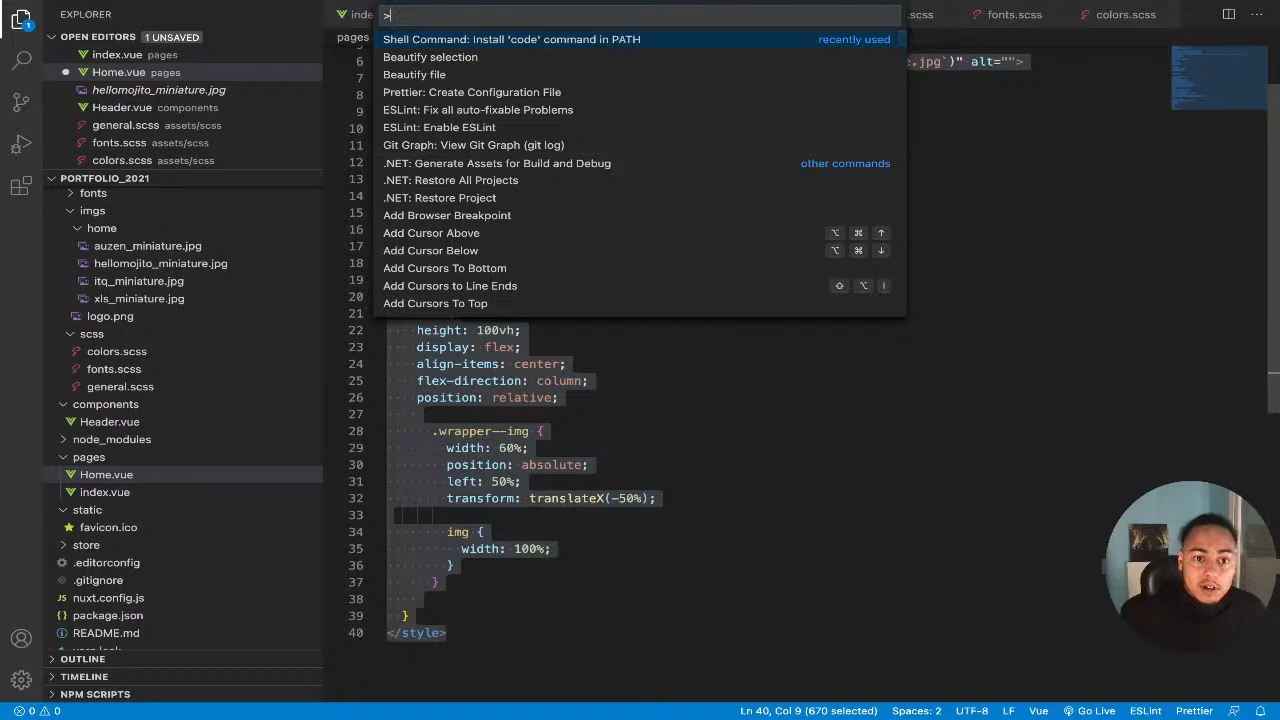 EXPLORER
OPEN EDITORS 1 UNSAVED
index.vue pages
Home.vue pages
hellomojito_miniature.jpg
Header.vue components
general.scss assets/scss
fonts.scss assets/scss
colors.scss assets/scss
PORTFOLIO_2021
fonts
imgs
home
auzen_miniature.jpg
hellomojito_miniature.jpg
itq_miniature.jpg
xls_miniature.jpg
logo.png
scss
colors.scss
fonts.scss
general.scss
components
Header.vue
node_modules
pages
Home.vue
index.vue
static
favicon.ico
store
.editorconfig
.gitignore
nuxt.config.js
package.json
README.md
OUTLINE
TIMELINE
NPM SCRIPTS
.scss fonts.scss colors.scss
pages
>
Shell Command: Install 'code' command in PATH recently used
Beautify selection
Beautify file
Prettier: Create Configuration File
ESLint: Fix all auto-fixable Problems
ESLint: Enable ESLint
Git Graph: View Git Graph (git log)
.NET: Generate Assets for Build and Debug other commands
.NET: Restore All Projects
.NET: Restore Project
Add Browser Breakpoint
Add Cursor Above ⌥ ⌘ ↑
Add Cursor Below ⌥ ⌘ ↓
Add Cursors To Bottom
Add Cursors to Line Ends ⇧ ⌥ I
Add Cursors To Top
6 e.jpg`)" alt="">
7
8
9
10
11
12
13
14
15
16
17
18
19
20
21
22 height: 100vh;
23 display: flex;
24 align-items: center;
25 flex-direction: column;
26 position: relative;
27
28 .wrapper--img {
29 width: 60%;
30 position: absolute;
31 left: 50%;
32 transform: translateX(-50%);
33
34 img {
35 width: 100%;
36 }
37 }
38
39 }
40 </style>
0 0 Ln 40, Col 9 (670 selected) Spaces: 2 UTF-8 LF Vue Go Live ESLint Prettier